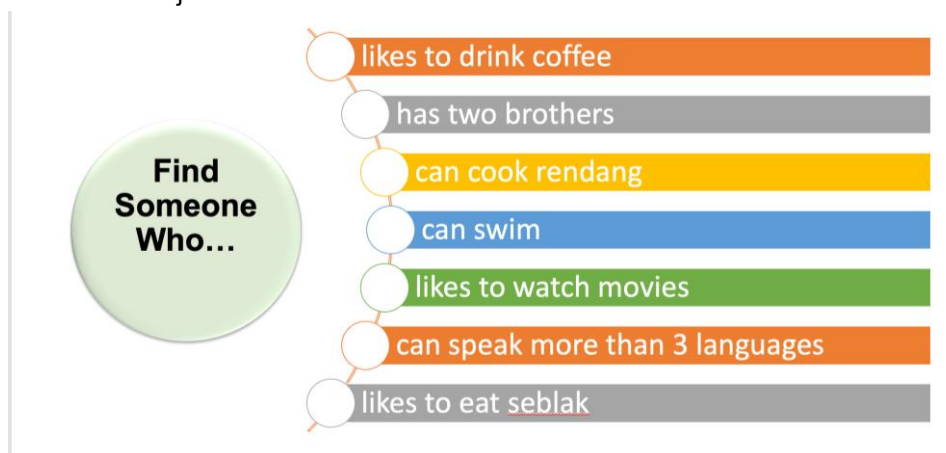 Find
Someone
Who...
likes to drink coffee
has two brothers
can cook rendang
can swim
likes to watch movies
can speak more than 3 languages
likes to eat seblak